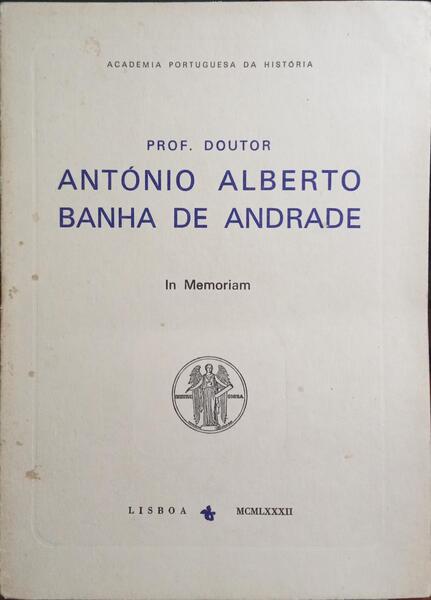 ACADEMIA PORTUGUESA DA HISTÓRIA
PROF. DOUTOR
ANTÓNIO ALBERTO
BANHA DE ANDRADE
In Memoriam
LISBOA MCMLXXXII